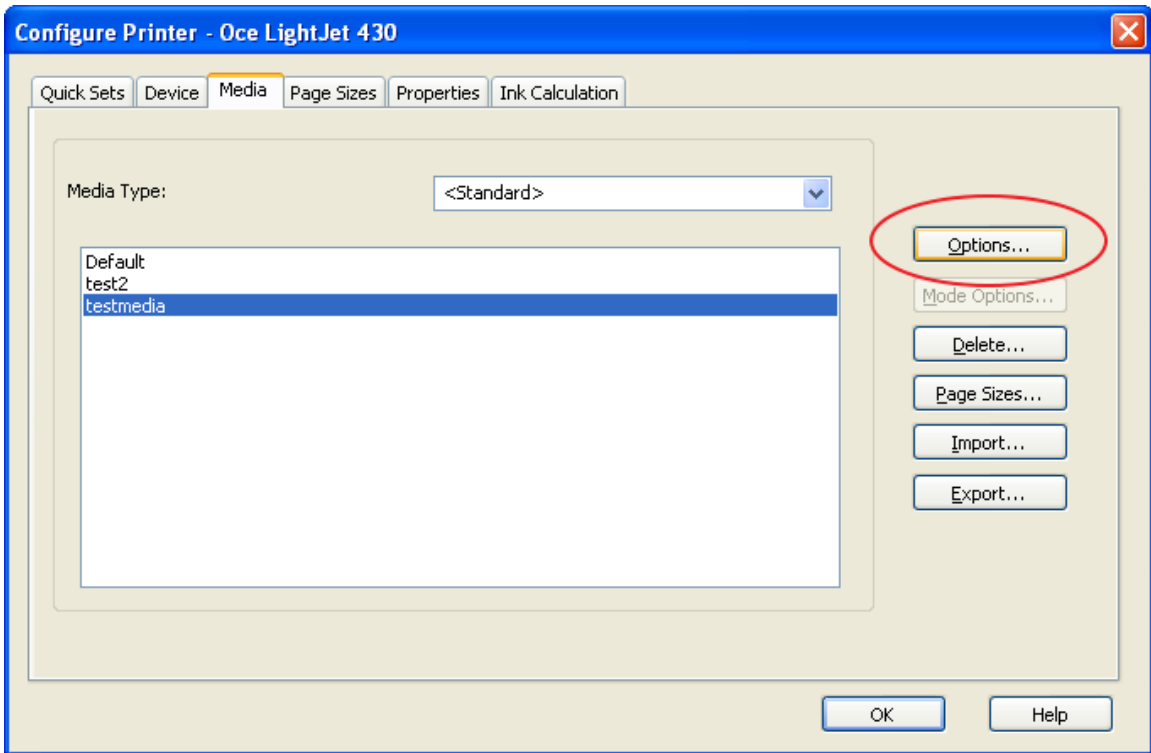 Configure Printer - Oce LightJet 430
Quick Sets Device Media Page Sizes Properties Ink Calculation
Media Type: <Standard>
Options...
Default
test2
testmedia
Mode Options...
Delete...
Page Sizes...
Import...
Export...
OK Help